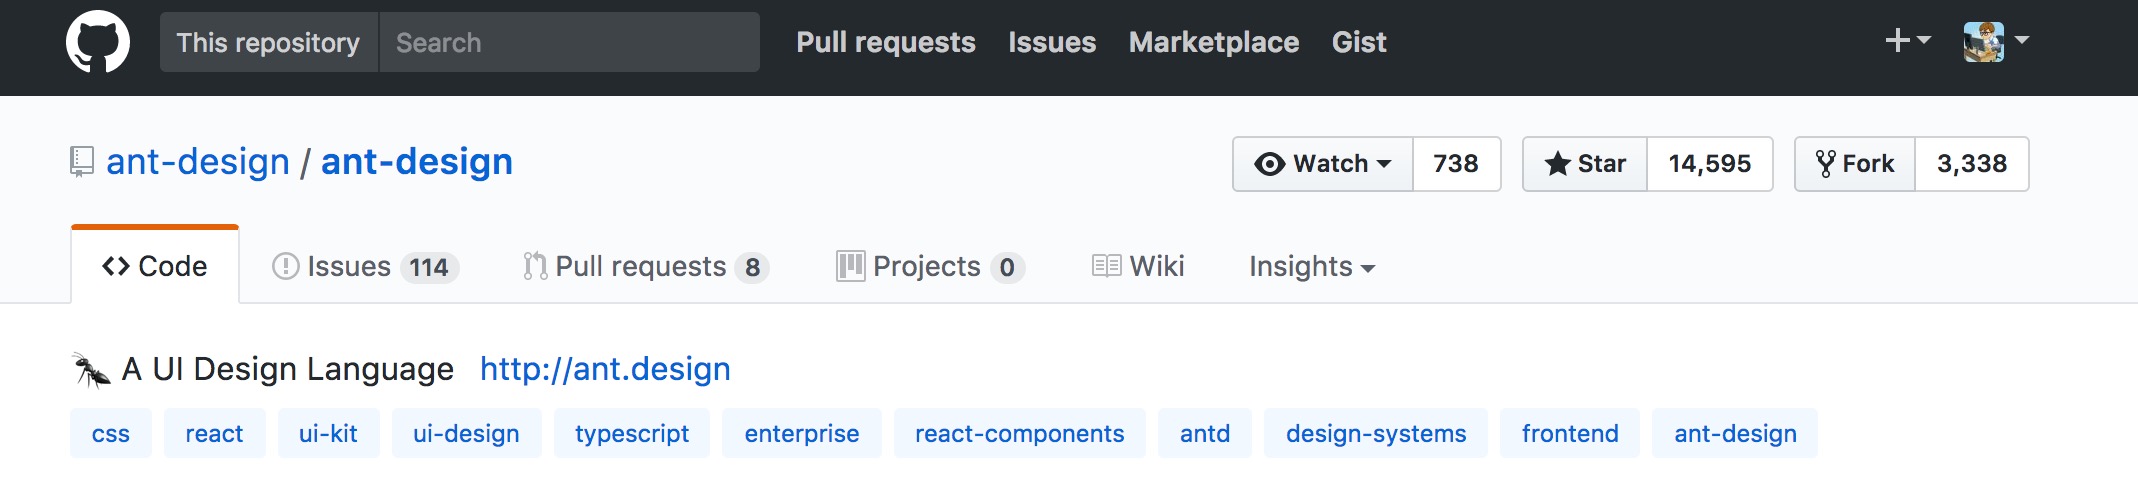 This repository Search Pull requests Issues Marketplace Gist
ant-design / ant-design Watch 738 Star 14,595 Fork 3,338
Code Issues 114 Pull requests 8 Projects 0 Wiki Insights
🐜 A UI Design Language http://ant.design
css react ui-kit ui-design typescript enterprise react-components antd design-systems frontend ant-design